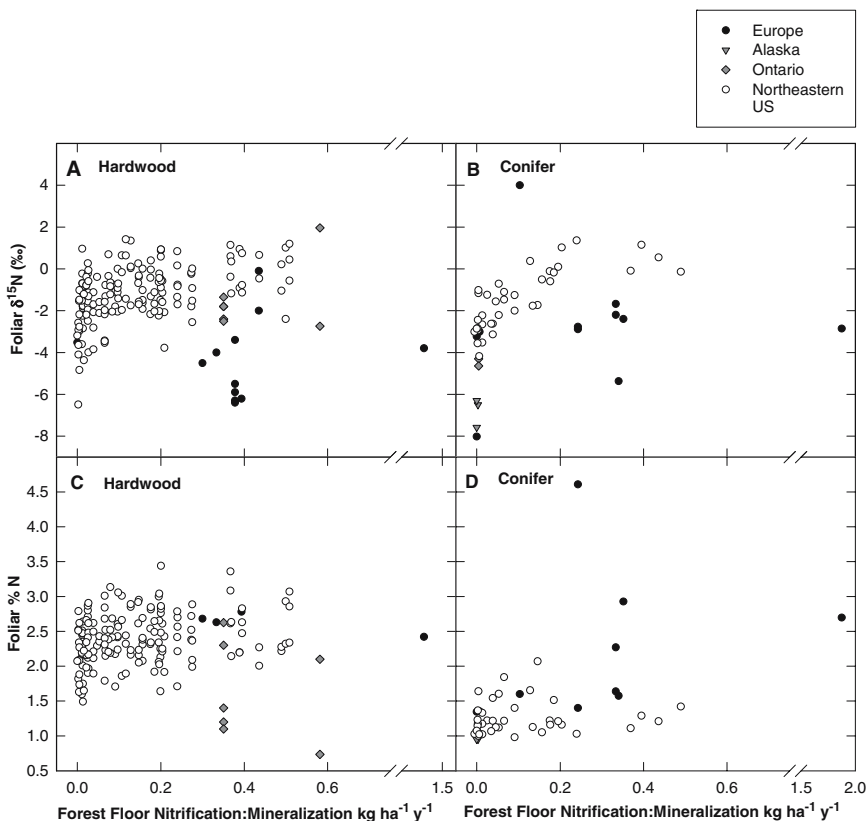 Europe
Alaska
Ontario
Northeastern
US
A Hardwood
B Conifer
4
2
0
-2
-4
-6
-8
Foliar δ¹⁵N (‰)
C Hardwood
D Conifer
4.5
4.0
3.5
3.0
2.5
2.0
1.5
1.0
0.5
Foliar % N
0.0 0.2 0.4 0.6 1.5
0.0 0.2 0.4 0.6 1.5 2.0
Forest Floor Nitrification:Mineralization kg ha⁻¹ y⁻¹
Forest Floor Nitrification:Mineralization kg ha⁻¹ y⁻¹